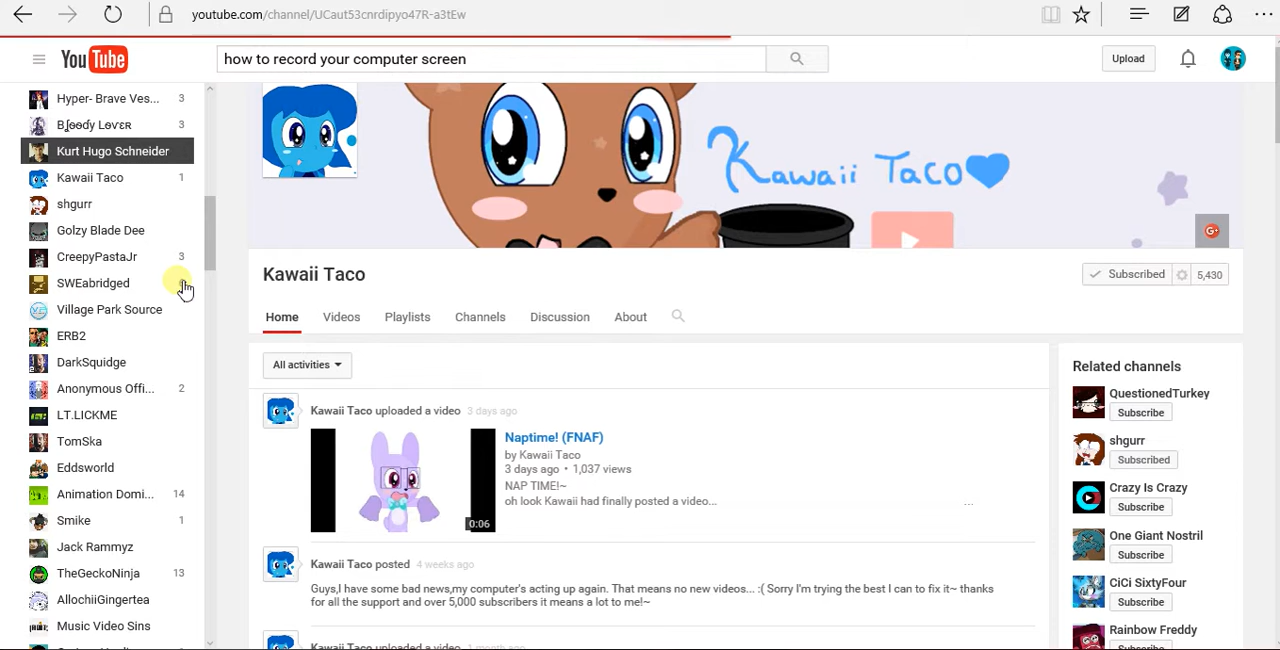 youtube.com/channel/UCaut53cnrdipyo47R-a3tEw
YouTube
how to record your computer screen
Upload
Hyper- Brave Ves... 3
Bʆѳѳdy Lѳvɛʀ 3
Kurt Hugo Schneider
Kawaii Taco 1
shgurr
Golzy Blade Dee
CreepyPastaJr 3
SWEabridged
Village Park Source
ERB2
DarkSquidge
Anonymous Offi... 2
LT.LICKME
TomSka
Eddsworld
Animation Domi... 14
Smike 1
Jack Rammyz
TheGeckoNinja 13
AllochiiGingertea
Music Video Sins
Kawaii Taco
G+
Kawaii Taco
Subscribed 5,430
Home Videos Playlists Channels Discussion About
All activities
Kawaii Taco uploaded a video 3 days ago
Naptime! (FNAF)
by Kawaii Taco
3 days ago • 1,037 views
NAP TIME!~
oh look Kawaii had finally posted a video...
...
0:06
Kawaii Taco posted 4 weeks ago
Guys,I have some bad news,my computer's acting up again. That means no new videos... :( Sorry I'm trying the best I can to fix it~ thanks
for all the support and over 5,000 subscribers it means a lot to me!~
Kawaii Taco uploaded a video 1 month ago
Related channels
QuestionedTurkey
Subscribe
shgurr
Subscribed
Crazy Is Crazy
Subscribe
One Giant Nostril
Subscribe
CiCi SixtyFour
Subscribe
Rainbow Freddy
Subscribe